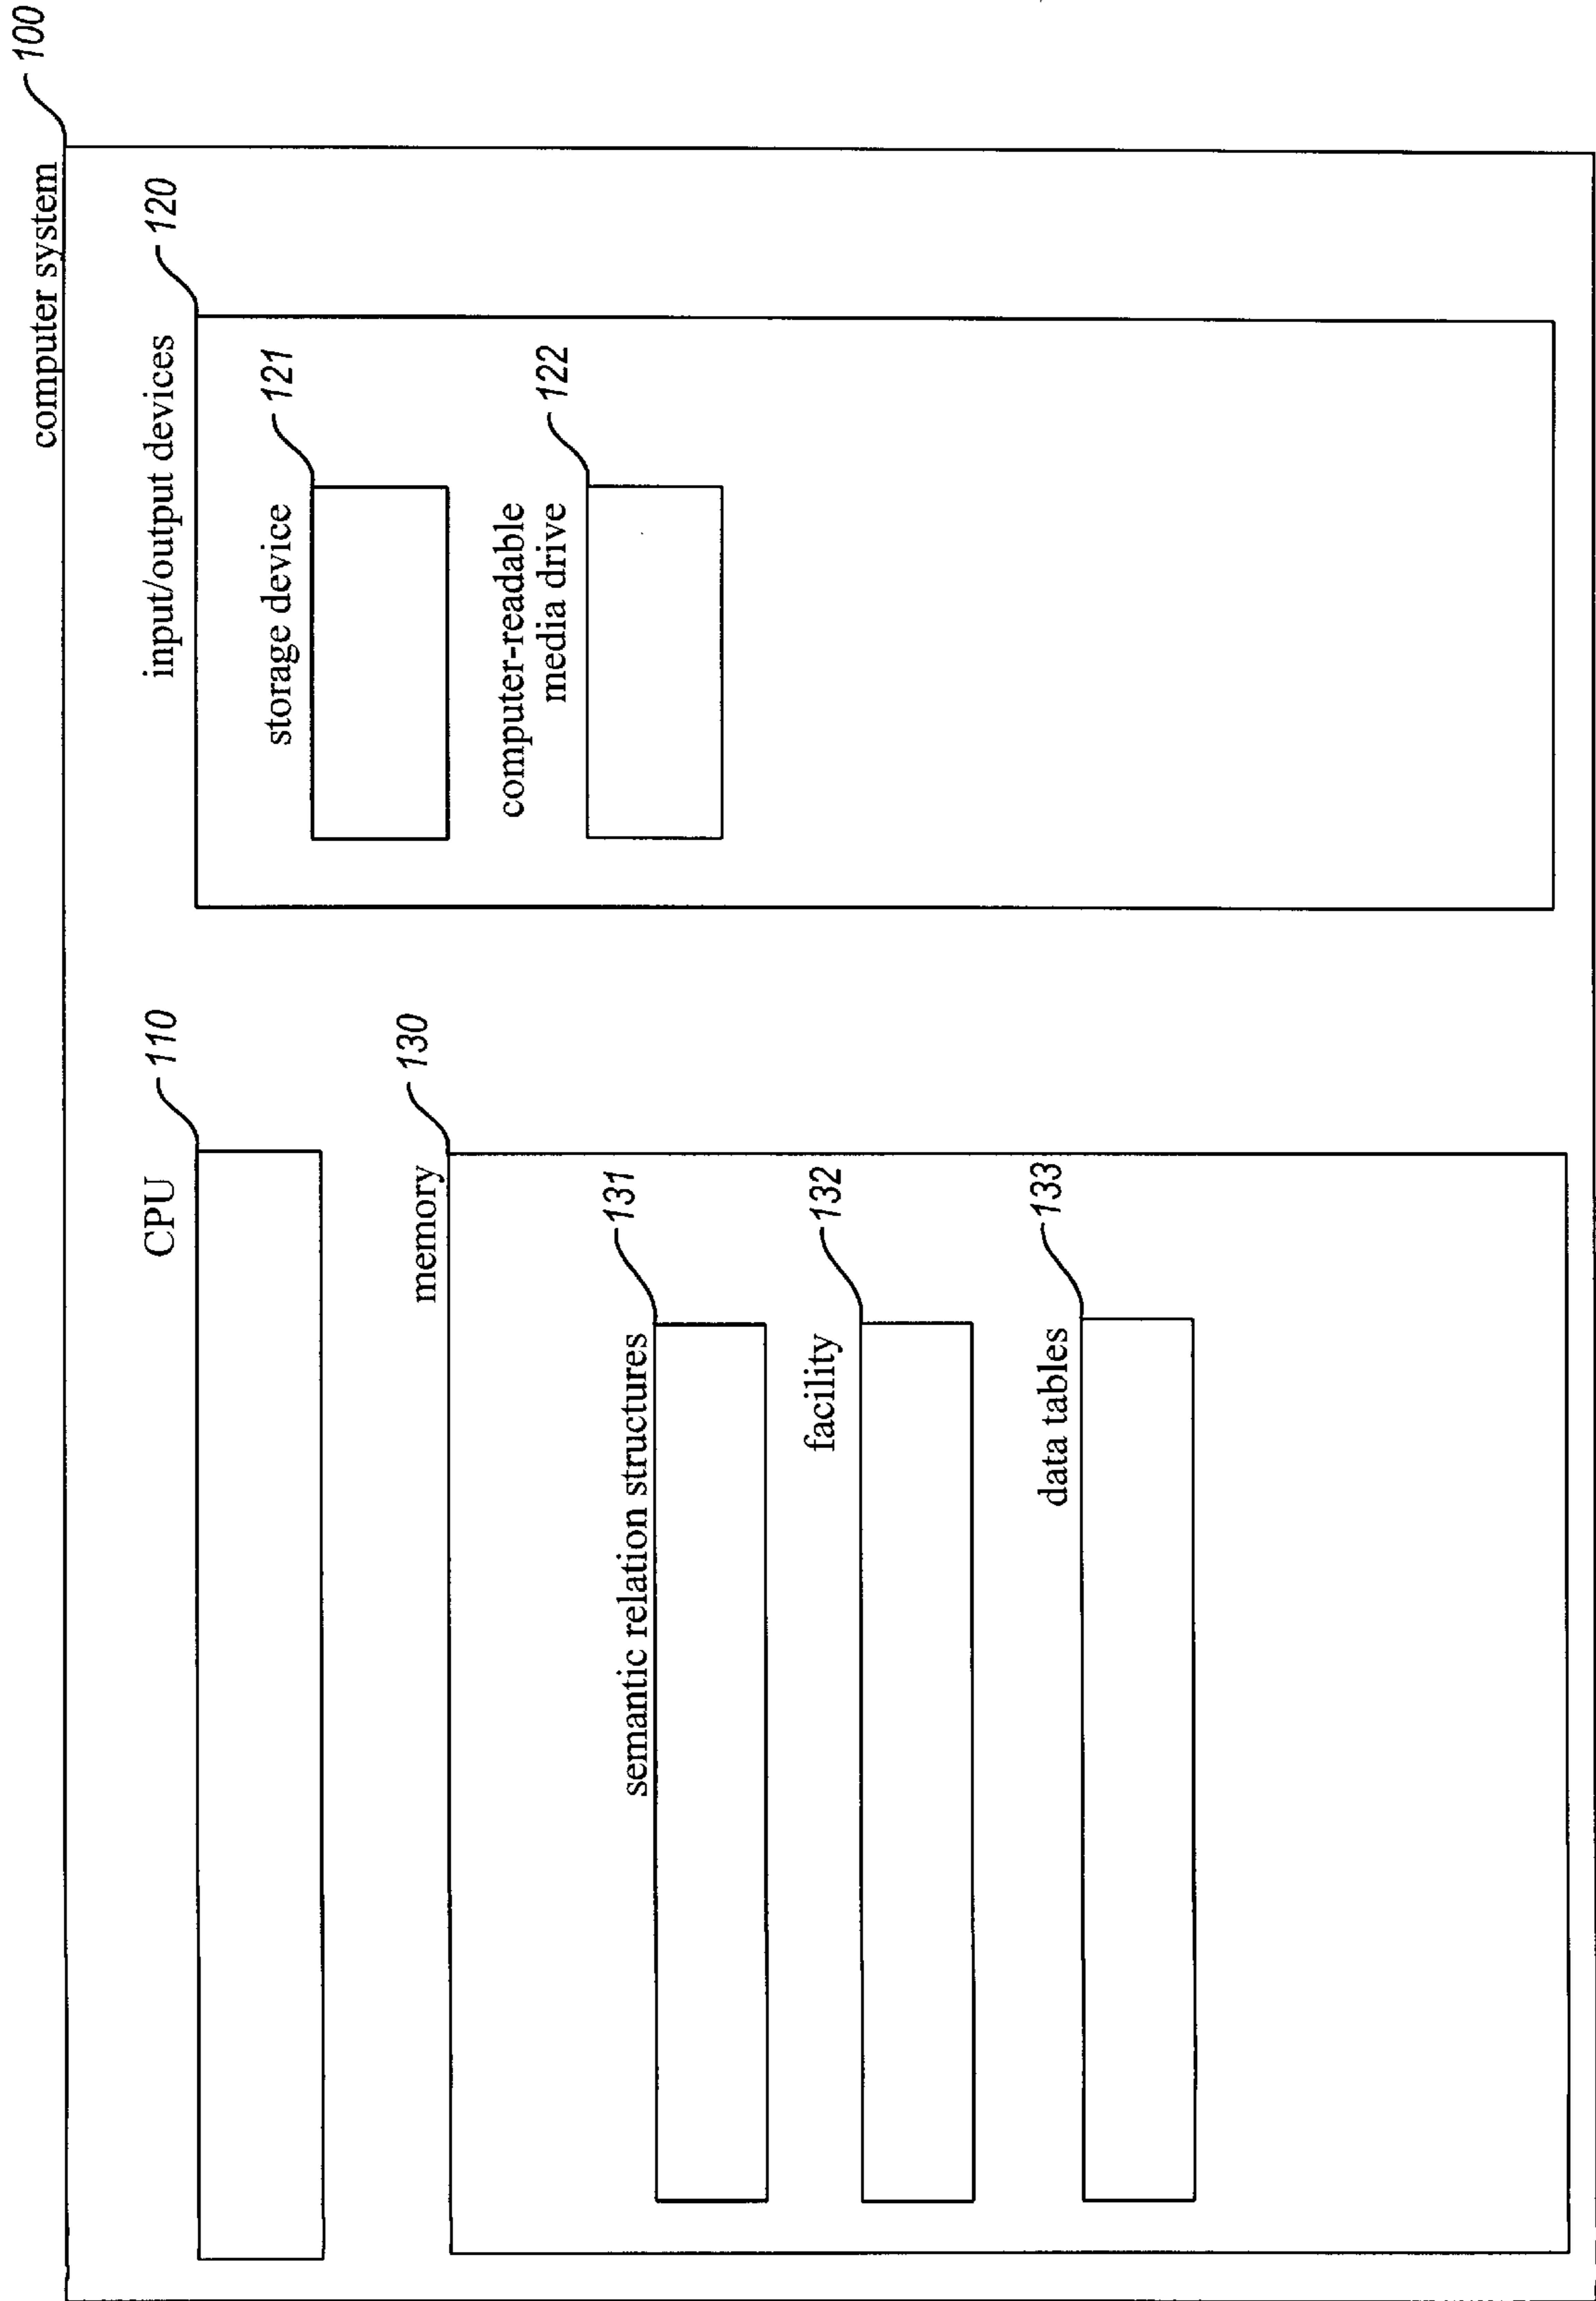 computer system
100
CPU
110
input/output devices
120
storage device
121
computer-readable
media drive
122
memory
130
semantic relation structures
131
facility
132
data tables
133